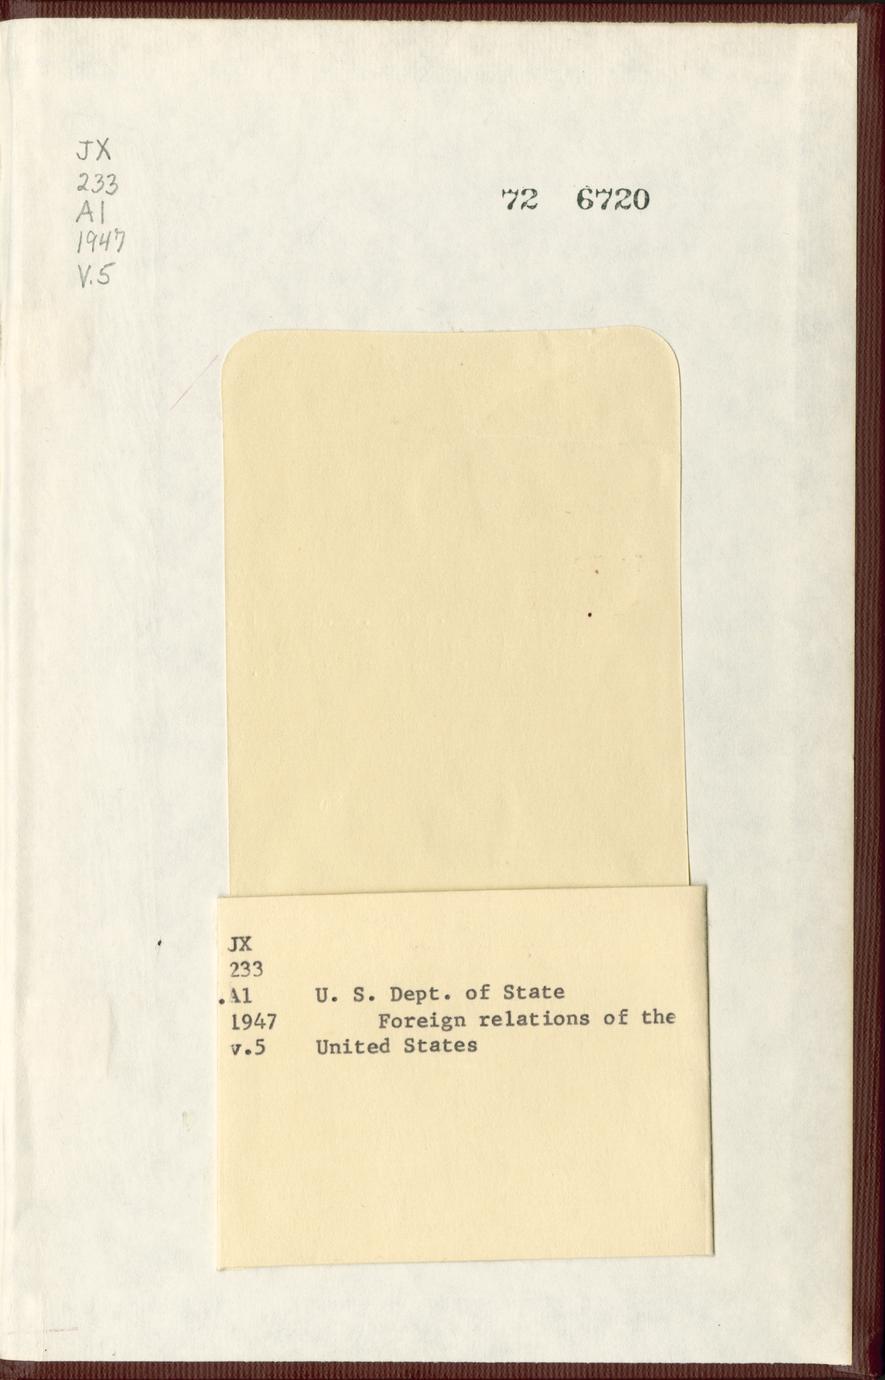 JX
233
A1
1947
V.5
72 6720
JX
233
.A1 U. S. Dept. of State
1947 Foreign relations of the
v.5 United States